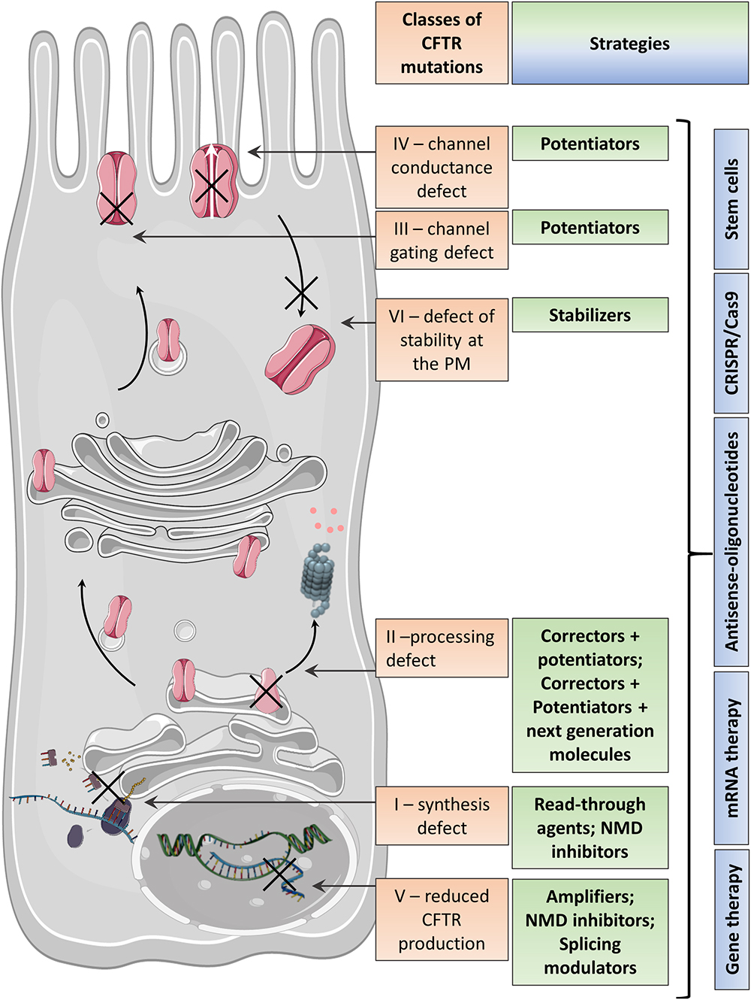 Classes of
CFTR
mutations
Strategies
IV – channel
conductance
defect
Potentiators
III – channel
gating defect
Potentiators
VI – defect of
stability at
the PM
Stabilizers
II –processing
defect
Correctors +
potentiators;
Correctors +
Potentiators +
next generation
molecules
I – synthesis
defect
Read-through
agents; NMD
inhibitors
V – reduced
CFTR
production
Amplifiers;
NMD inhibitors;
Splicing
modulators
Stem cells
CRISPR/Cas9
Antisense-oligonucleotides
mRNA therapy
Gene therapy